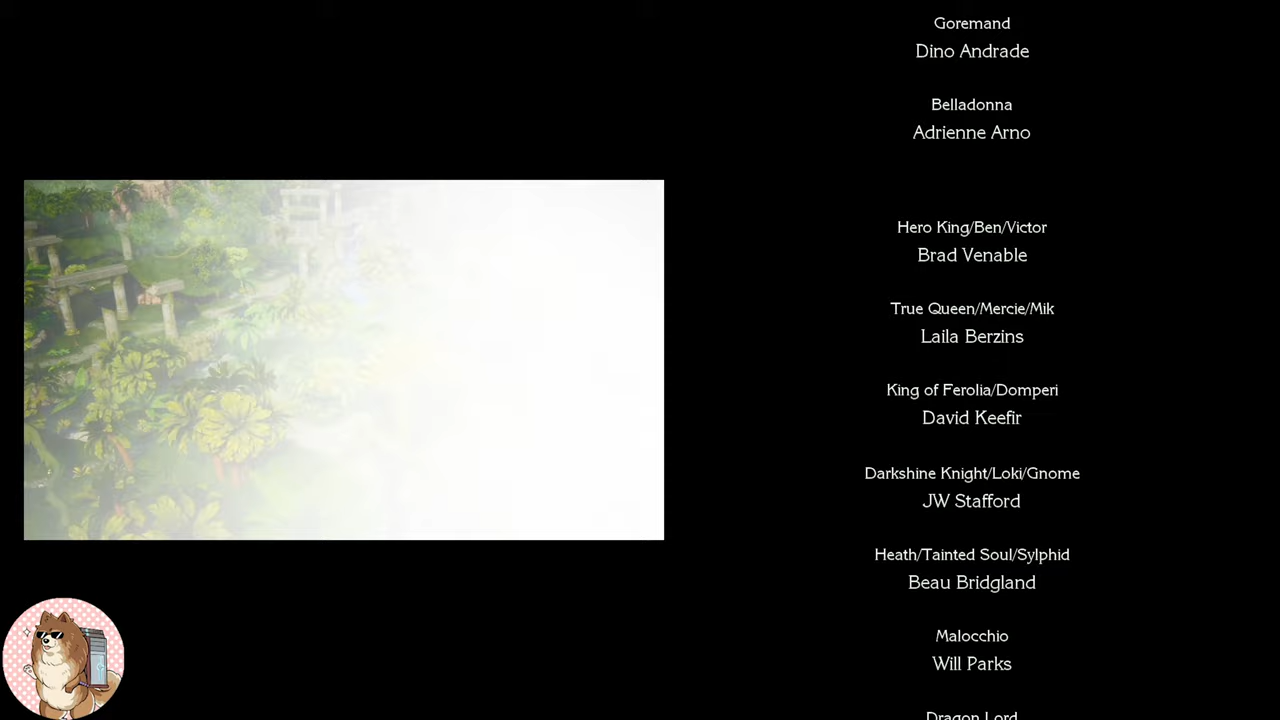 Goremand
Dino Andrade
Belladonna
Adrienne Arno
Hero King/Ben/Victor
Brad Venable
True Queen/Mercie/Mik
Laila Berzins
King of Ferolia/Domperi
David Keefir
Darkshine Knight/Loki/Gnome
JW Stafford
Heath/Tainted Soul/Sylphid
Beau Bridgland
Malocchio
Will Parks
Dragon Lord